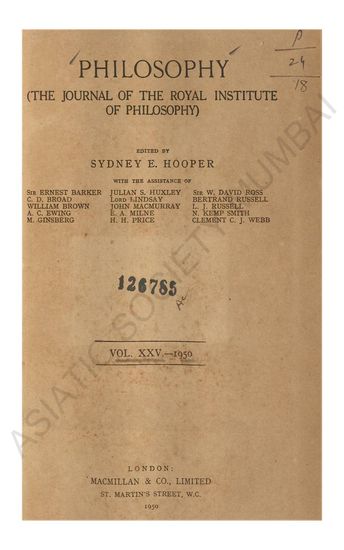 PHILOSOPHY
P
24
18
(THE JOURNAL OF THE ROYAL INSTITUTE
OF PHILOSOPHY)
EDITED BY
SYDNEY E. HOOPER
WITH THE ASSISTANCE OF
SIR ERNEST BARKER JULIAN S. HUXLEY SIR W. DAVID ROSS
C. D. BROAD LORD LINDSAY BERTRAND RUSSELL
WILLIAM BROWN JOHN MACMURRAY L. J. RUSSELL
A. C. EWING E. A. MILNE N. KEMP SMITH
M. GINSBERG H. H. PRICE CLEMENT C. J. WEBB
126785
VOL. XXV.—1950
LONDON:
MACMILLAN & CO., LIMITED
ST. MARTIN'S STREET, W.C.
1950
ASIATIC SOCIETY MUMBAI